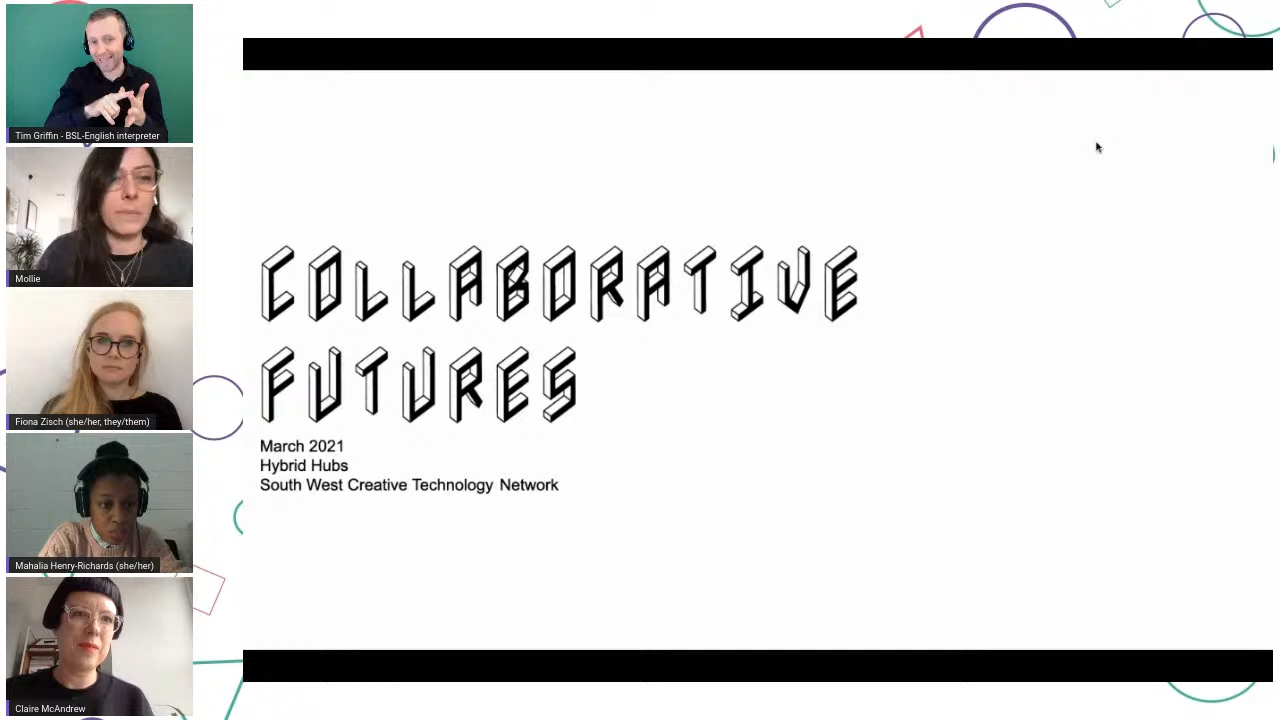 Tim Griffin - BSL-English interpreter
Mollie
Fiona Zisch (she/her, they/them)
Mahalia Henry-Richards (she/her)
Claire McAndrew
COLLABORATIVE
FUTURES
March 2021
Hybrid Hubs
South West Creative Technology Network